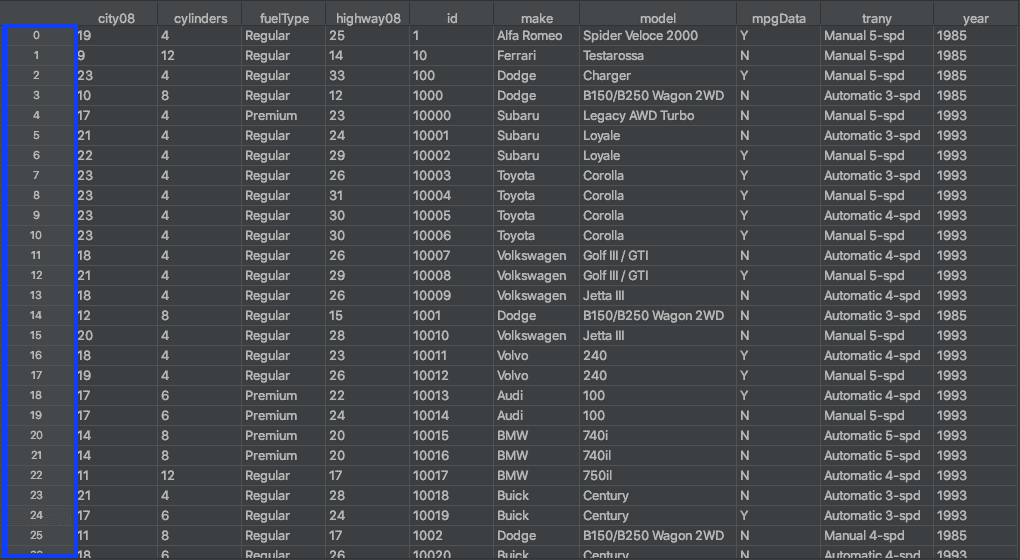 city08 cylinders fuelType highway08 id make model mpgData trany year
0 19 4 Regular 25 1 Alfa Romeo Spider Veloce 2000 Y Manual 5-spd 1985
1 9 12 Regular 14 10 Ferrari Testarossa N Manual 5-spd 1985
2 23 4 Regular 33 100 Dodge Charger Y Manual 5-spd 1985
3 10 8 Regular 12 1000 Dodge B150/B250 Wagon 2WD N Automatic 3-spd 1985
4 17 4 Premium 23 10000 Subaru Legacy AWD Turbo N Manual 5-spd 1993
5 21 4 Regular 24 10001 Subaru Loyale N Automatic 3-spd 1993
6 22 4 Regular 29 10002 Subaru Loyale Y Manual 5-spd 1993
7 23 4 Regular 26 10003 Toyota Corolla Y Automatic 3-spd 1993
8 23 4 Regular 31 10004 Toyota Corolla Y Manual 5-spd 1993
9 23 4 Regular 30 10005 Toyota Corolla Y Automatic 4-spd 1993
10 23 4 Regular 30 10006 Toyota Corolla Y Manual 5-spd 1993
11 18 4 Regular 26 10007 Volkswagen Golf III / GTI N Automatic 4-spd 1993
12 21 4 Regular 29 10008 Volkswagen Golf III / GTI Y Manual 5-spd 1993
13 18 4 Regular 26 10009 Volkswagen Jetta III N Automatic 4-spd 1993
14 12 8 Regular 15 1001 Dodge B150/B250 Wagon 2WD N Automatic 3-spd 1985
15 20 4 Regular 28 10010 Volkswagen Jetta III N Manual 5-spd 1993
16 18 4 Regular 23 10011 Volvo 240 Y Automatic 4-spd 1993
17 19 4 Regular 26 10012 Volvo 240 Y Manual 5-spd 1993
18 17 6 Premium 22 10013 Audi 100 Y Automatic 4-spd 1993
19 17 6 Premium 24 10014 Audi 100 N Manual 5-spd 1993
20 14 8 Premium 20 10015 BMW 740i N Automatic 5-spd 1993
21 14 8 Premium 20 10016 BMW 740il N Automatic 5-spd 1993
22 11 12 Regular 17 10017 BMW 750il N Automatic 4-spd 1993
23 21 4 Regular 28 10018 Buick Century N Automatic 3-spd 1993
24 17 6 Regular 24 10019 Buick Century Y Automatic 3-spd 1993
25 11 8 Regular 17 1002 Dodge B150/B250 Wagon 2WD N Manual 4-spd 1985
26 18 6 Regular 26 10020 Buick Century N Automatic 4-spd 1993